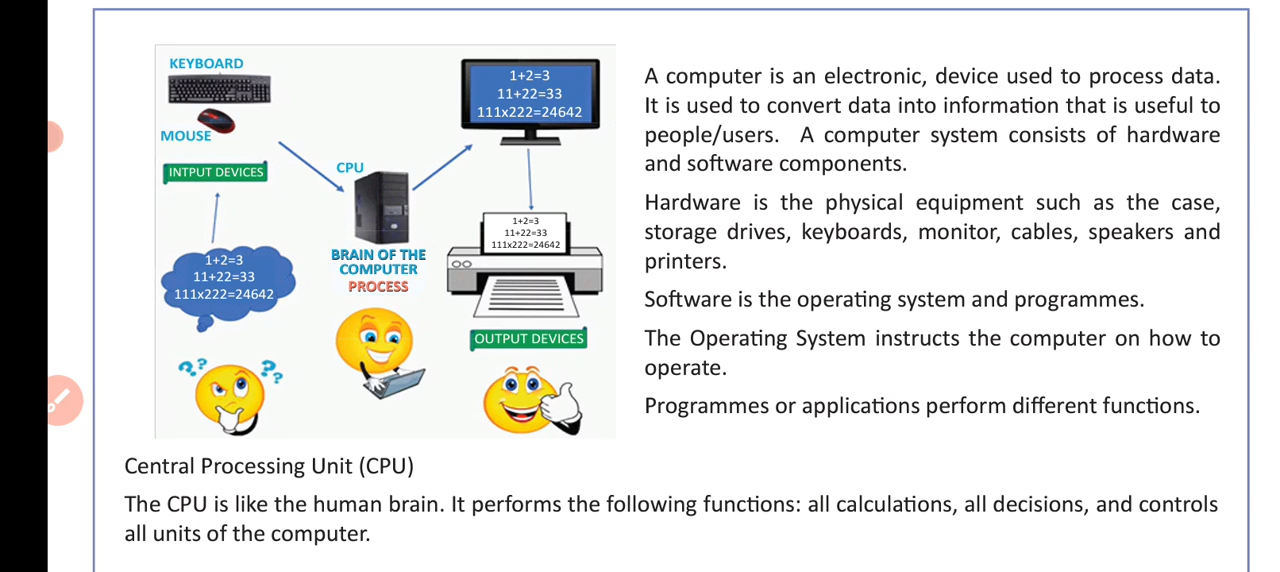 KEYBOARD
MOUSE
INTPUT DEVICES
1+2=3
11+22=33
111x222=24642
??
??
CPU
BRAIN OF THE
COMPUTER
PROCESS
1+2=3
11+22=33
111x222=24642
1+2=3
11+22=33
111x222=24642
OUTPUT DEVICES
A computer is an electronic, device used to process data.
It is used to convert data into information that is useful to
people/users. A computer system consists of hardware
and software components.
Hardware is the physical equipment such as the case,
storage drives, keyboards, monitor, cables, speakers and
printers.
Software is the operating system and programmes.
The Operating System instructs the computer on how to
operate.
Programmes or applications perform different functions.
Central Processing Unit (CPU)
The CPU is like the human brain. It performs the following functions: all calculations, all decisions, and controls
all units of the computer.